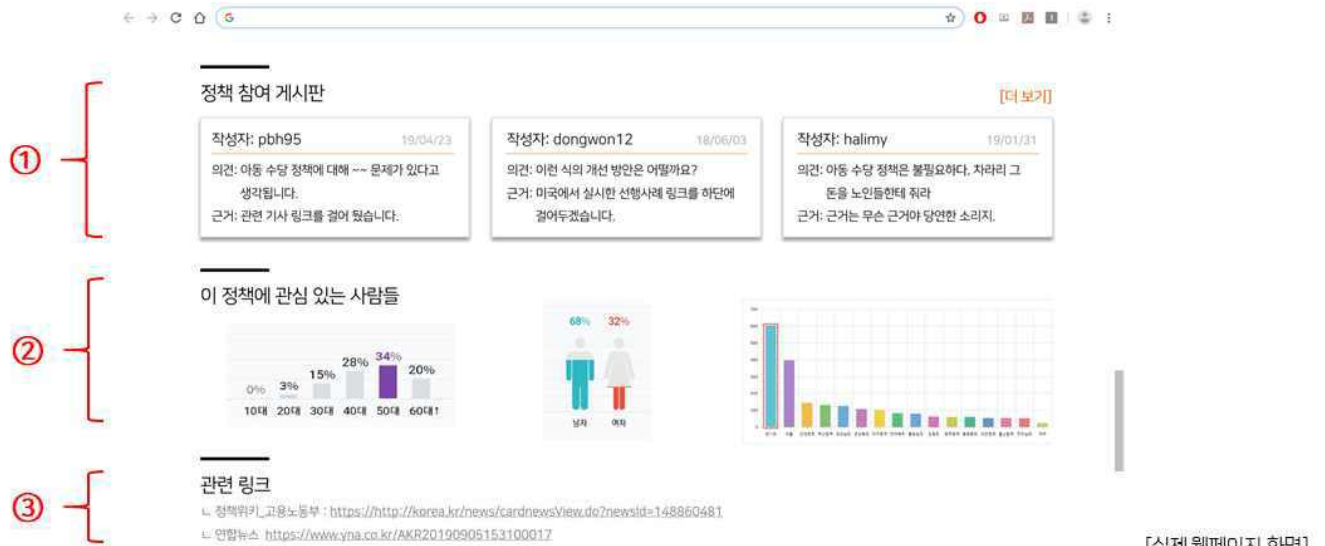 ①
정책 참여 게시판
[더 보기]
작성자: pbh95 19/04/23
의견: 아동 수당 정책에 대해 ~~ 문제가 있다고
생각됩니다.
근거: 관련 기사 링크를 걸어 뒀습니다.
작성자: dongwon12 18/06/03
의견: 이런 식의 개선 방안은 어떨까요?
근거: 미국에서 실시한 선행사례 링크를 하단에
걸어두겠습니다.
작성자: halimy 19/01/31
의견: 아동 수당 정책은 불필요하다. 차라리 그
돈을 노인들한테 줘라
근거: 근거는 무슨 근거야 당연한 소리지.
②
이 정책에 관심 있는 사람들
0% 3% 15% 28% 34% 20%
10대 20대 30대 40대 50대 60대↑
68% 32%
남자 여자
③
관련 링크
ㄴ 정책위키_고용노동부 : https://http://korea.kr/news/cardnewsView.do?newsId=148860481
ㄴ 연합뉴스 https://www.yna.co.kr/AKR20190905153100017
[실제 웹페이지 화면]